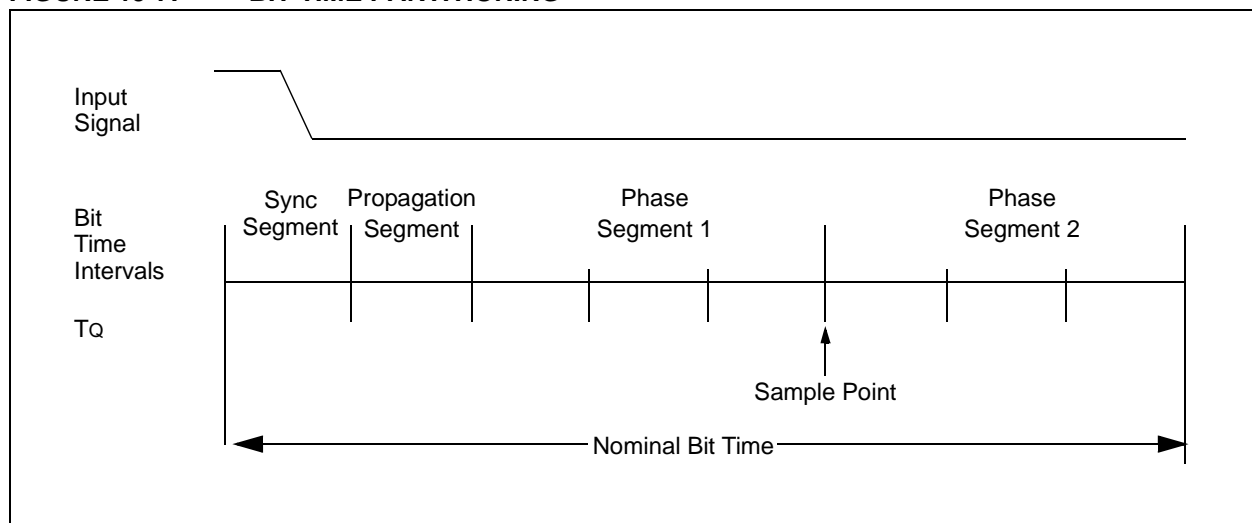 Input
Signal
Sync
Segment
Propagation
Segment
Phase
Segment 1
Phase
Segment 2
Bit
Time
Intervals
TQ
Sample Point
Nominal Bit Time